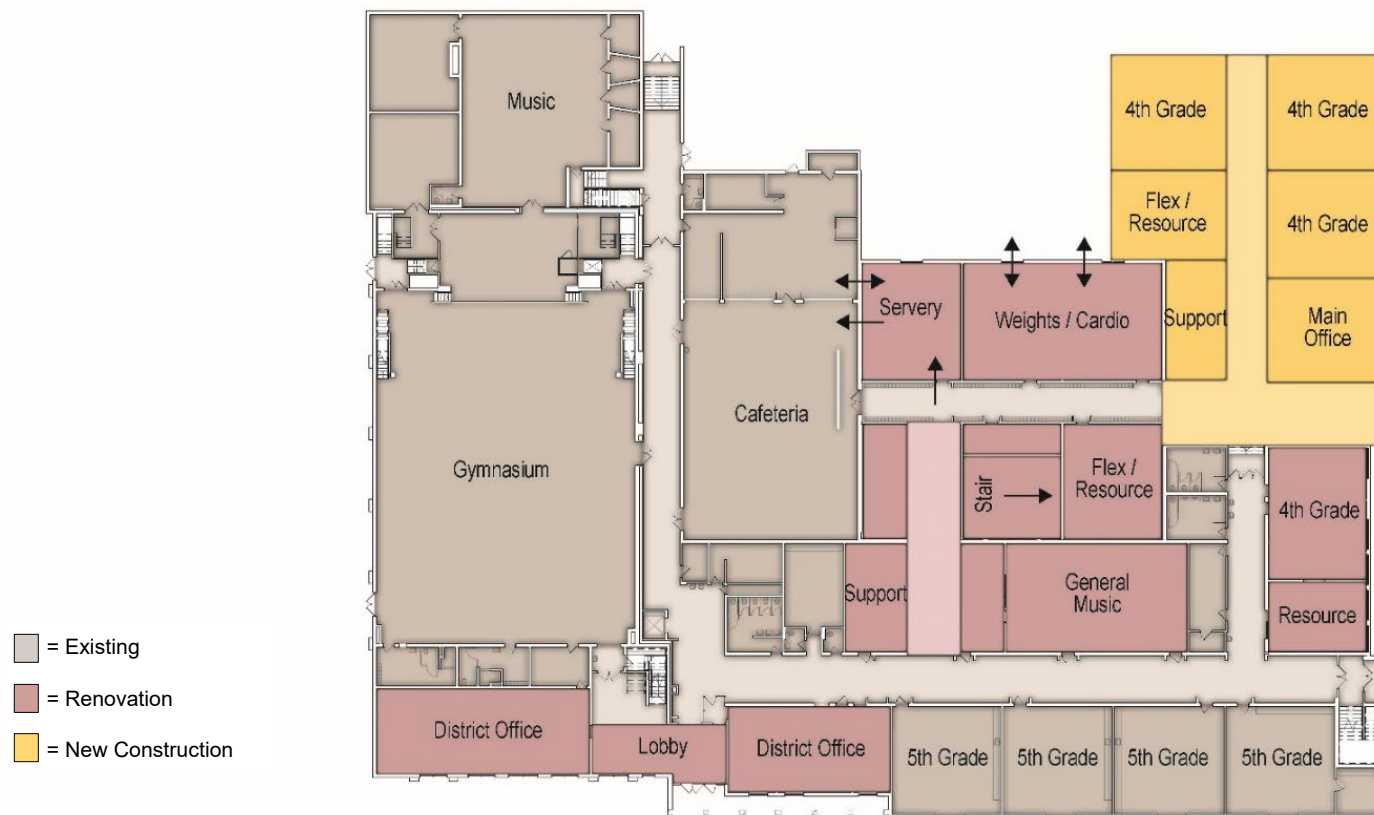 Music
4th Grade
4th Grade
Flex /
Resource
4th Grade
Servery
Weights / Cardio
Support
Main
Office
Cafeteria
Gymnasium
Stair
Flex /
Resource
4th Grade
Support
General
Music
Resource
= Existing
= Renovation
= New Construction
District Office
Lobby
District Office
5th Grade
5th Grade
5th Grade
5th Grade